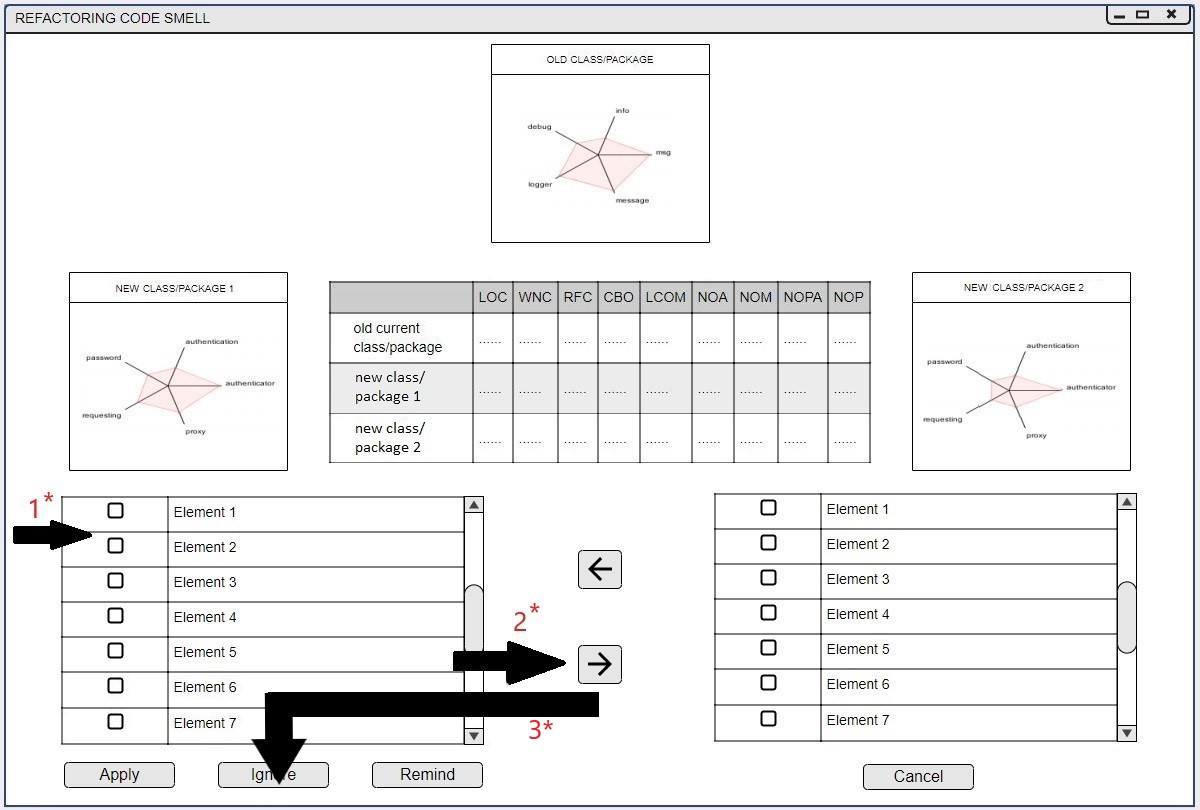 REFACTORING CODE SMELL
OLD CLASS/PACKAGE
info
debug
msg
logger
message
NEW CLASS/PACKAGE 1
authentication
password
authenticator
requesting
proxy
LOC WNC RFC CBO LCOM NOA NOM NOPA NOP
old current
class/package
...... ...... ...... ...... ...... ...... ...... ...... ......
new class/
package 1
...... ...... ...... ...... ...... ...... ...... ...... ......
new class/
package 2
...... ...... ...... ...... ...... ...... ...... ...... ......
NEW CLASS/PACKAGE 2
authentication
password
authenticator
requesting
proxy
1*
Element 1
Element 2
Element 3
Element 4
Element 5
Element 6
Element 7
2*
3*
Element 1
Element 2
Element 3
Element 4
Element 5
Element 6
Element 7
Apply
Ignore
Remind
Cancel